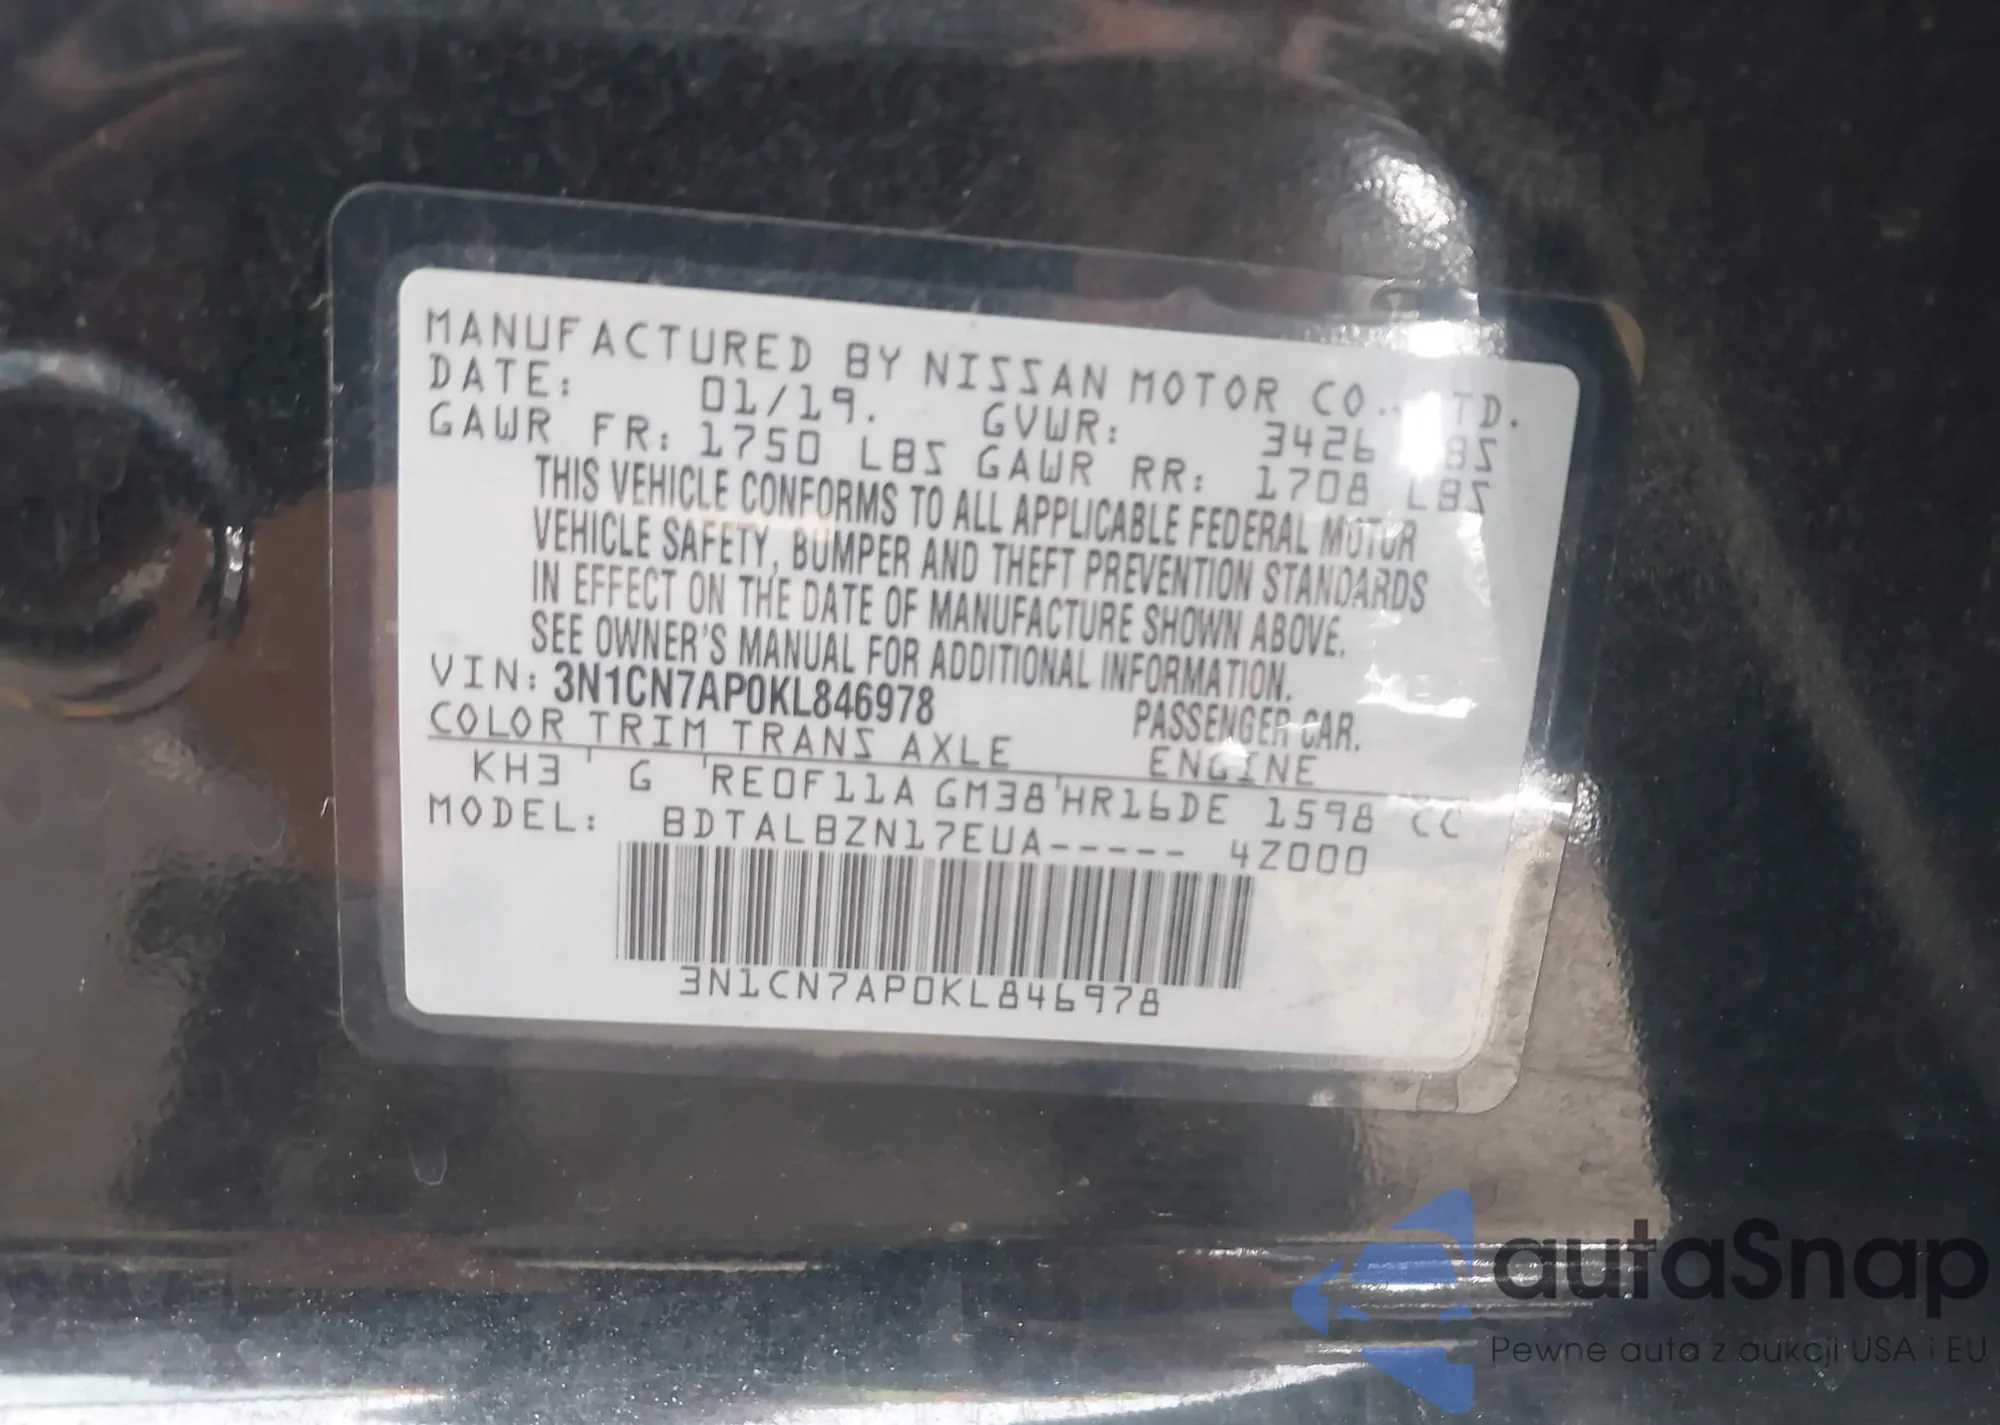 MANUFACTURED BY NISSAN MOTOR CO., LTD.
DATE: 01/19. GVWR: 3426 LBS
GAWR FR: 1750 LBS GAWR RR: 1708 LBS
THIS VEHICLE CONFORMS TO ALL APPLICABLE FEDERAL MOTOR
VEHICLE SAFETY, BUMPER AND THEFT PREVENTION STANDARDS
IN EFFECT ON THE DATE OF MANUFACTURE SHOWN ABOVE.
SEE OWNER'S MANUAL FOR ADDITIONAL INFORMATION.
VIN: 3N1CN7AP0KL846978 PASSENGER CAR.
COLOR TRIM TRANS AXLE ENGINE
KH3 ' G ' RE0F11A GM38 ' HR16DE 1598 CC
MODEL: BDTALBZN17EUA----- 4Z000
3N1CN7AP0KL846978
autaSnap
Pewne auta z aukcji USA i EU